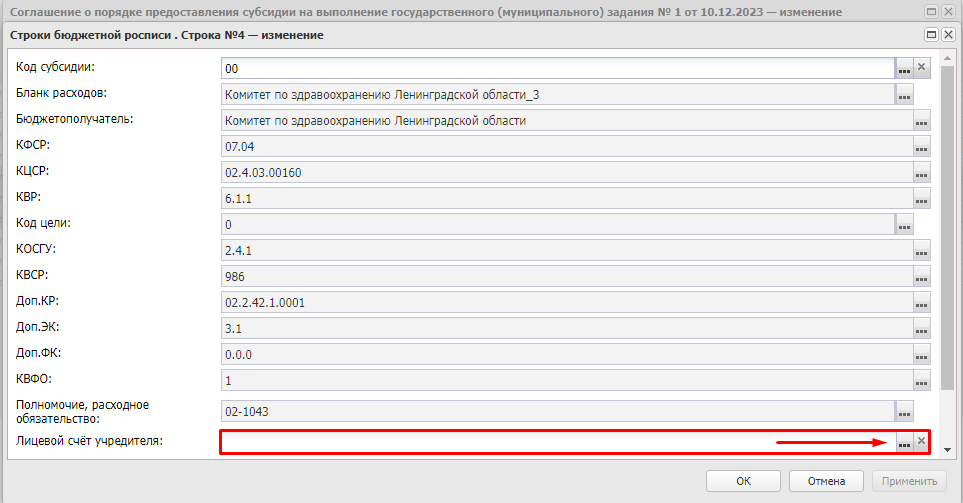 Соглашение о порядке предоставления субсидии на выполнение государственного (муниципального) задания № 1 от 10.12.2023 — изменение
Строки бюджетной росписи . Строка №4 — изменение
Код субсидии: 00
Бланк расходов: Комитет по здравоохранению Ленинградской области_3
Бюджетополучатель: Комитет по здравоохранению Ленинградской области
КФСР: 07.04
КЦСР: 02.4.03.00160
КВР: 6.1.1
Код цели: 0
КОСГУ: 2.4.1
КВСР: 986
Доп.КР: 02.2.42.1.0001
Доп.ЭК: 3.1
Доп.ФК: 0.0.0
КВФО: 1
Полномочие, расходное
обязательство: 02-1043
Лицевой счёт учредителя:
ОК Отмена Применить